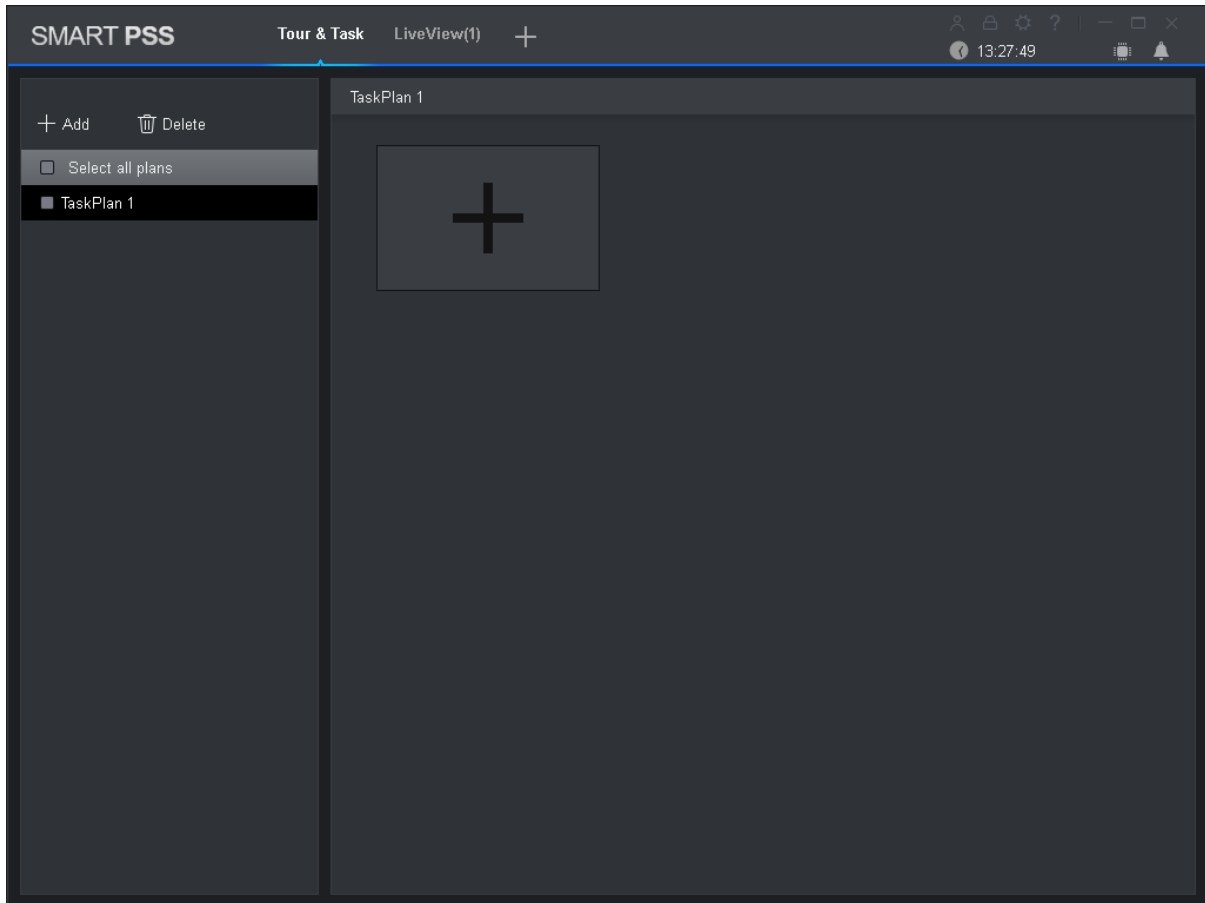 SMART PSS
Tour & Task
LiveView(1)
13:27:49
Add
Delete
Select all plans
TaskPlan 1
TaskPlan 1